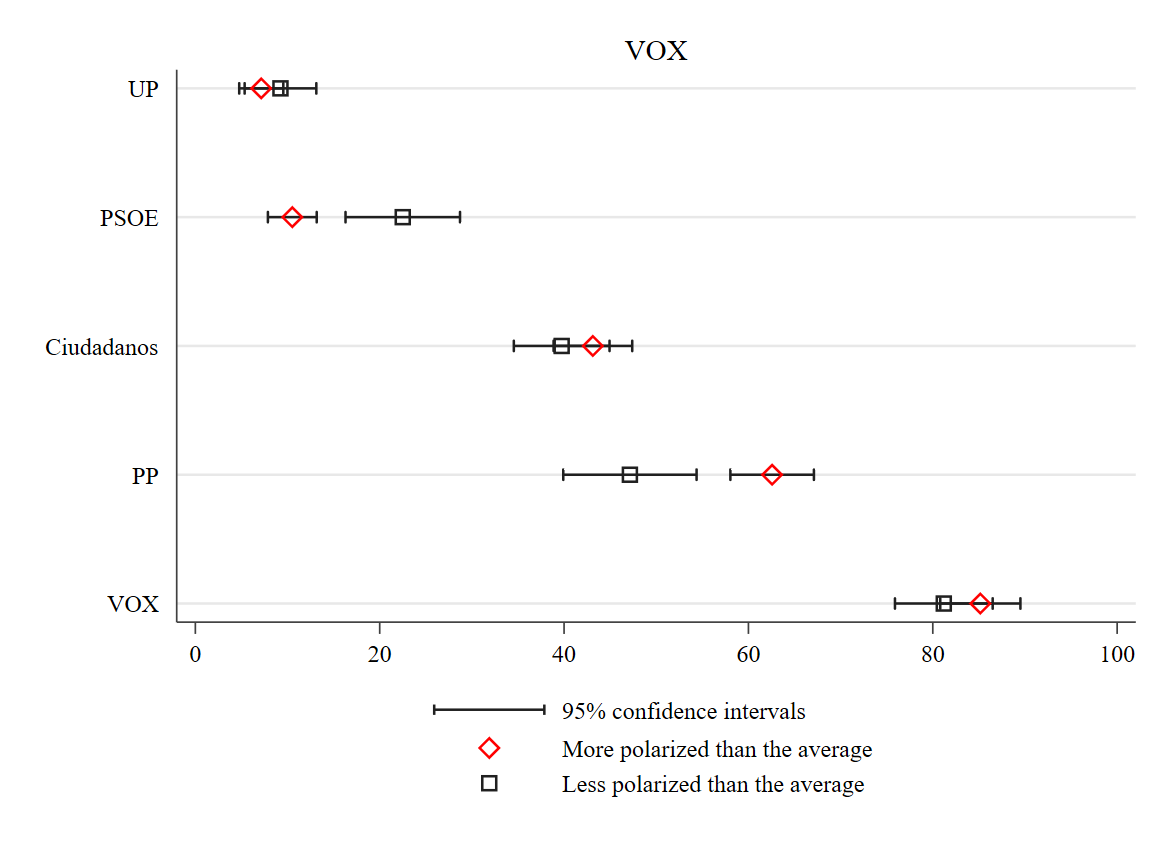 VOX
UP
PSOE
Ciudadanos
PP
VOX
0 20 40 60 80 100
95% confidence intervals
More polarized than the average
Less polarized than the average